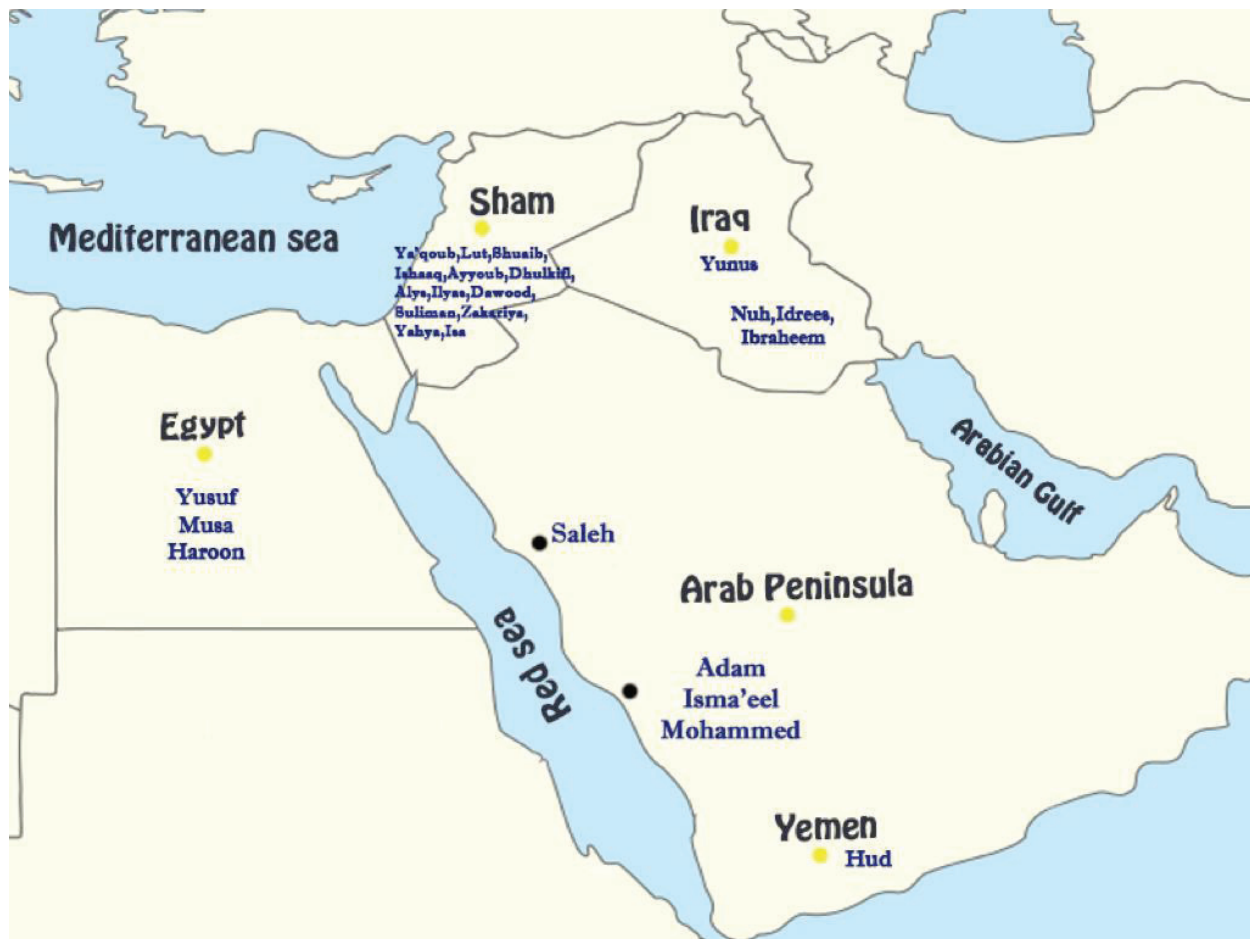 Sham
Iraq
Mediterranean sea
Ya'qoub,Lut,Shuaib,
Ishaaq,Ayyoub,Dhulkifl,
Alys,Ilyas,Dawood,
Suliman,Zakariya,
Yahya,Isa
Yunus
Nuh,Idrees,
Ibraheem
Egypt
Yusuf
Musa
Haroon
Arabian Gulf
Saleh
Arab Peninsula
Red sea
Adam
Isma'eel
Mohammed
Yemen
Hud